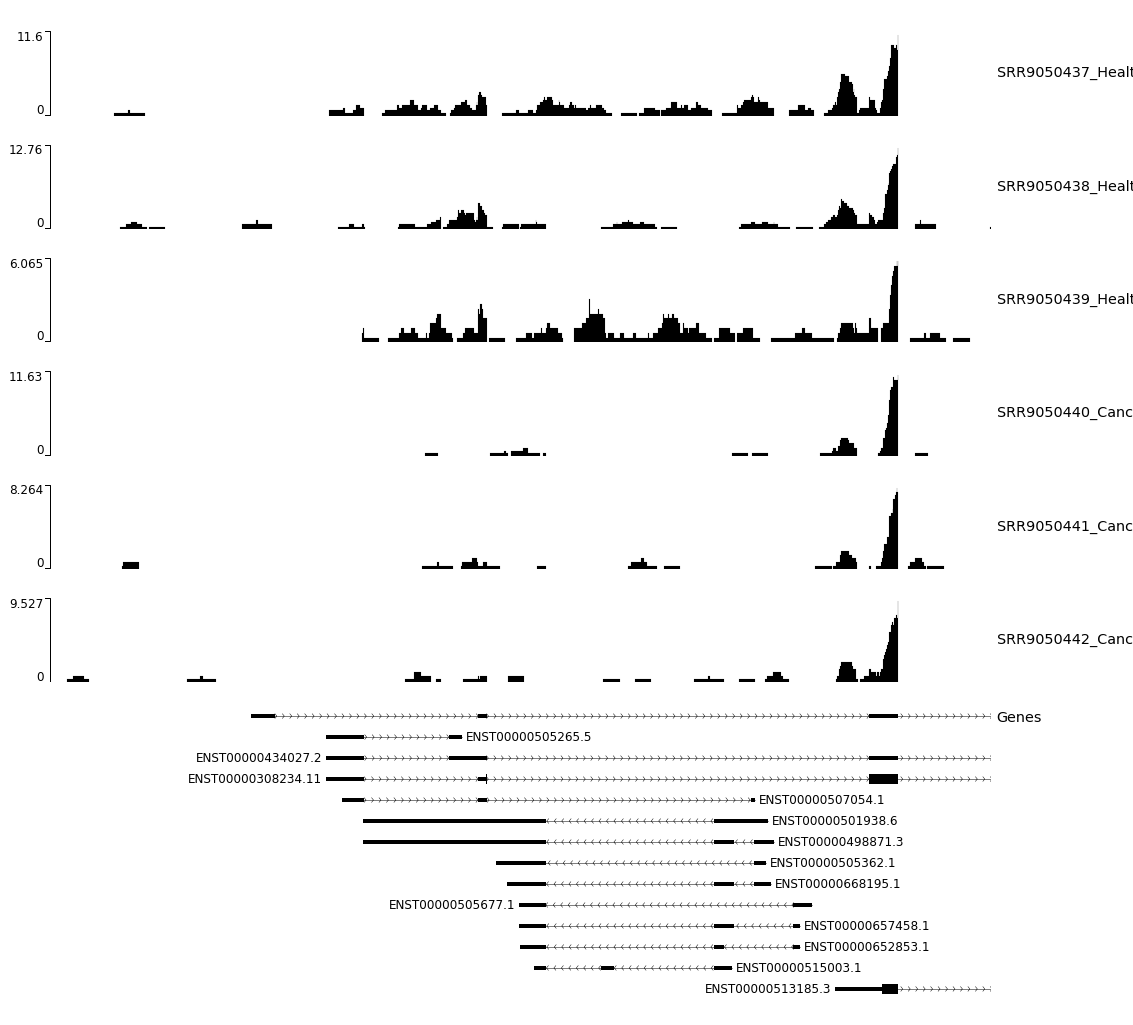 11.6
0
SRR9050437_Healt
12.76
0
SRR9050438_Healt
6.065
0
SRR9050439_Healt
11.63
0
SRR9050440_Canc
8.264
0
SRR9050441_Canc
9.527
0
SRR9050442_Canc
Genes
ENST00000505265.5
ENST00000434027.2
ENST00000308234.11
ENST00000507054.1
ENST00000501938.6
ENST00000498871.3
ENST00000505362.1
ENST00000668195.1
ENST00000505677.1
ENST00000657458.1
ENST00000652853.1
ENST00000515003.1
ENST00000513185.3